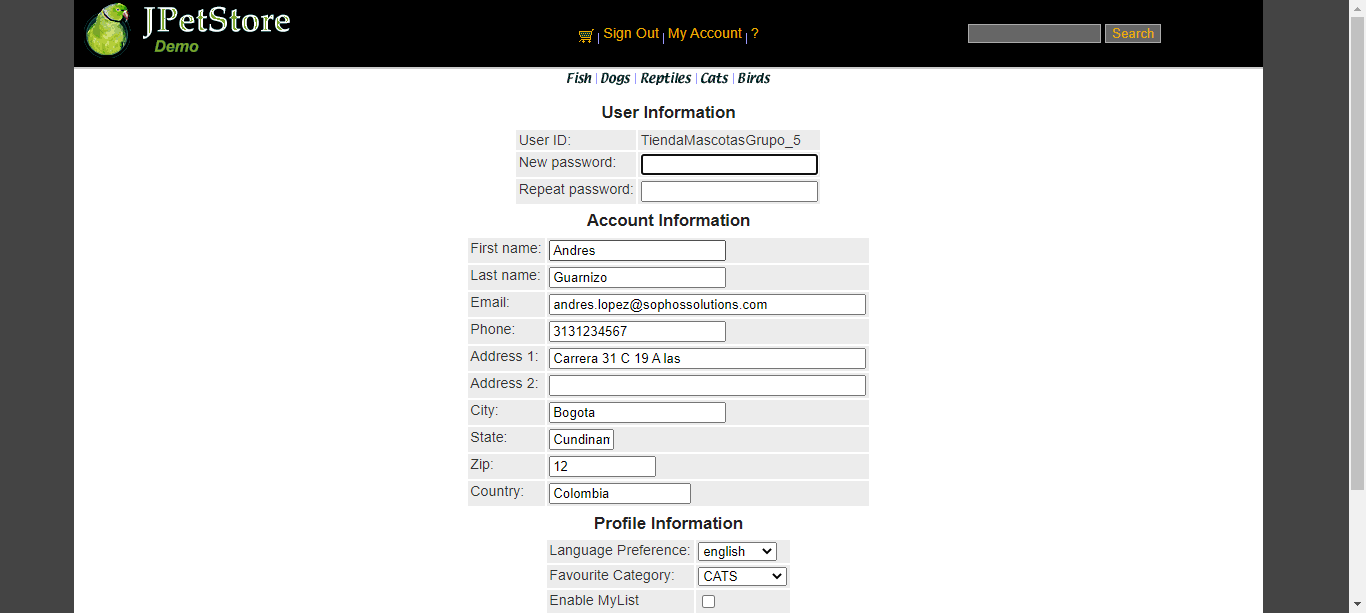 JPetStore
Demo
Sign Out | My Account | ?
Search
Fish | Dogs | Reptiles | Cats | Birds
User Information
User ID: TiendaMascotasGrupo_5
New password:
Repeat password:
Account Information
First name: Andres
Last name: Guarnizo
Email: andres.lopez@sophossolutions.com
Phone: 3131234567
Address 1: Carrera 31 C 19 A las
Address 2:
City: Bogota
State: Cundinam
Zip: 12
Country: Colombia
Profile Information
Language Preference: english
Favourite Category: CATS
Enable MyList